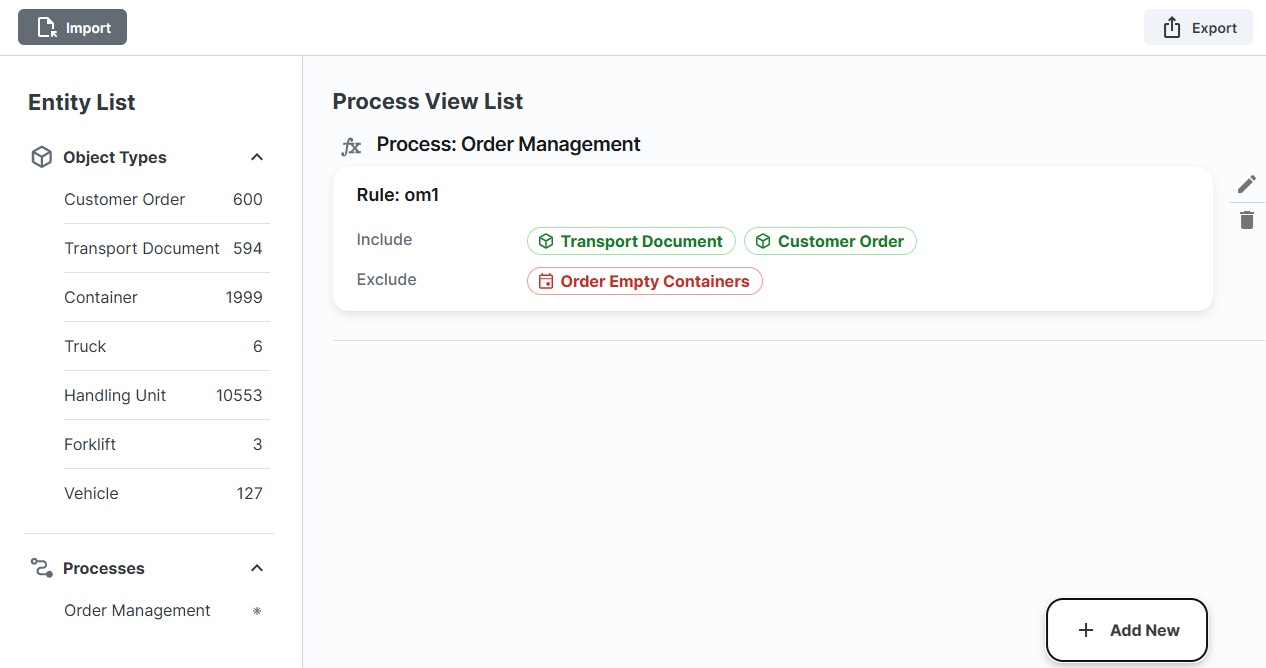 Import
Export
Entity List
Object Types
Customer Order 600
Transport Document 594
Container 1999
Truck 6
Handling Unit 10553
Forklift 3
Vehicle 127
Processes
Order Management *
Process View List
fx Process: Order Management
Rule: om1
Include Transport Document Customer Order
Exclude Order Empty Containers
+ Add New